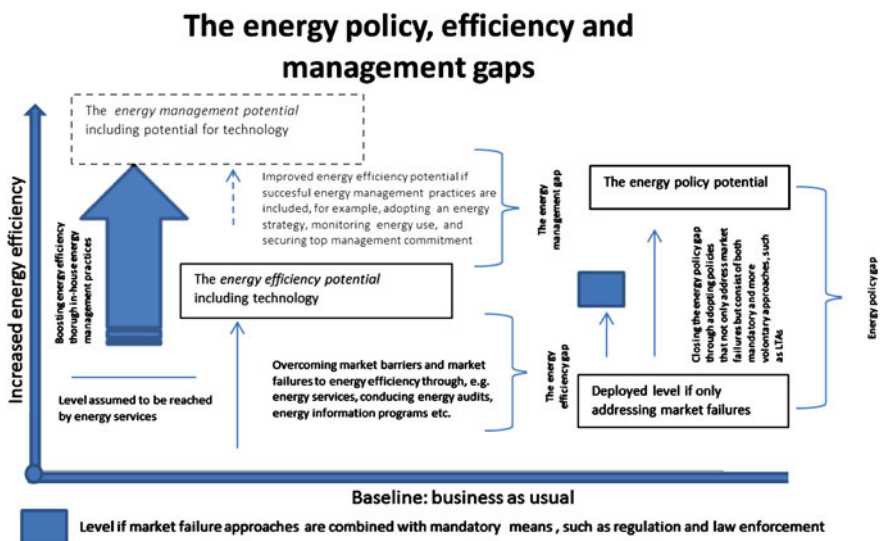 The energy policy, efficiency and
management gaps
Increased energy efficiency
The energy management potential
including potential for technology
Boosting energy efficiency
thorugh in-house energy
management practices
Improved energy efficiency potential if
succesful energy management practices are
included, for example, adopting an energy
strategy, monitoring energy use, and
securing top management commitment
The energy
management gap
The energy efficiency potential
including technology
Level assumed to be reached
by energy services
Overcoming market barriers and market
failures to energy efficiency through, e.g.
energy services, conducing energy audits,
energy information programs etc.
The energy
efficiency gap
The energy policy potential
Closing the energy policy gap
through adopting policies
that not only address market
failures but consist of both
mandatory and more
voluntary approaches, such
as LTAs
Deployed level if only
addressing market failures
Energy policy gap
Baseline: business as usual
Level if market failure approaches are combined with mandatory means , such as regulation and law enforcement